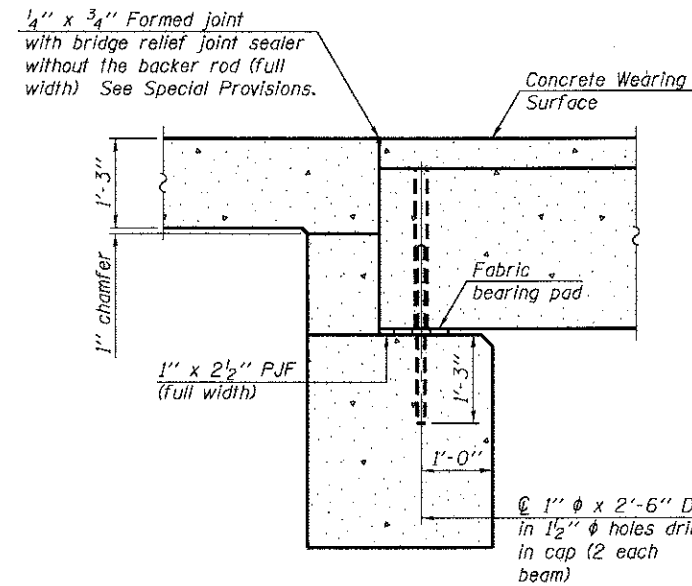 1/4" x 3/4" Formed joint
with bridge relief joint sealer
without the backer rod (full
width) See Special Provisions.
Concrete Wearing
Surface
1'-3"
1" chamfer
Fabric
bearing pad
1" x 2 1/2" PJF
(full width)
1'-3"
1'-0"
℄ 1" ϕ x 2'-6"
in 1 1/2" ϕ holes
in cap (2 each
beam)